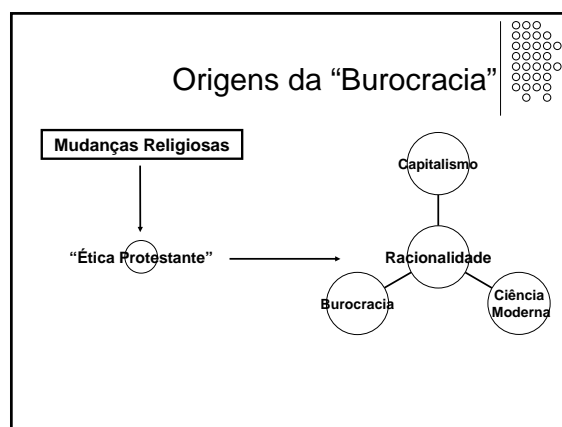 Origens da “Burocracia”
Mudanças Religiosas
“Ética Protestante”
Capitalismo
Racionalidade
Burocracia
Ciência
Moderna